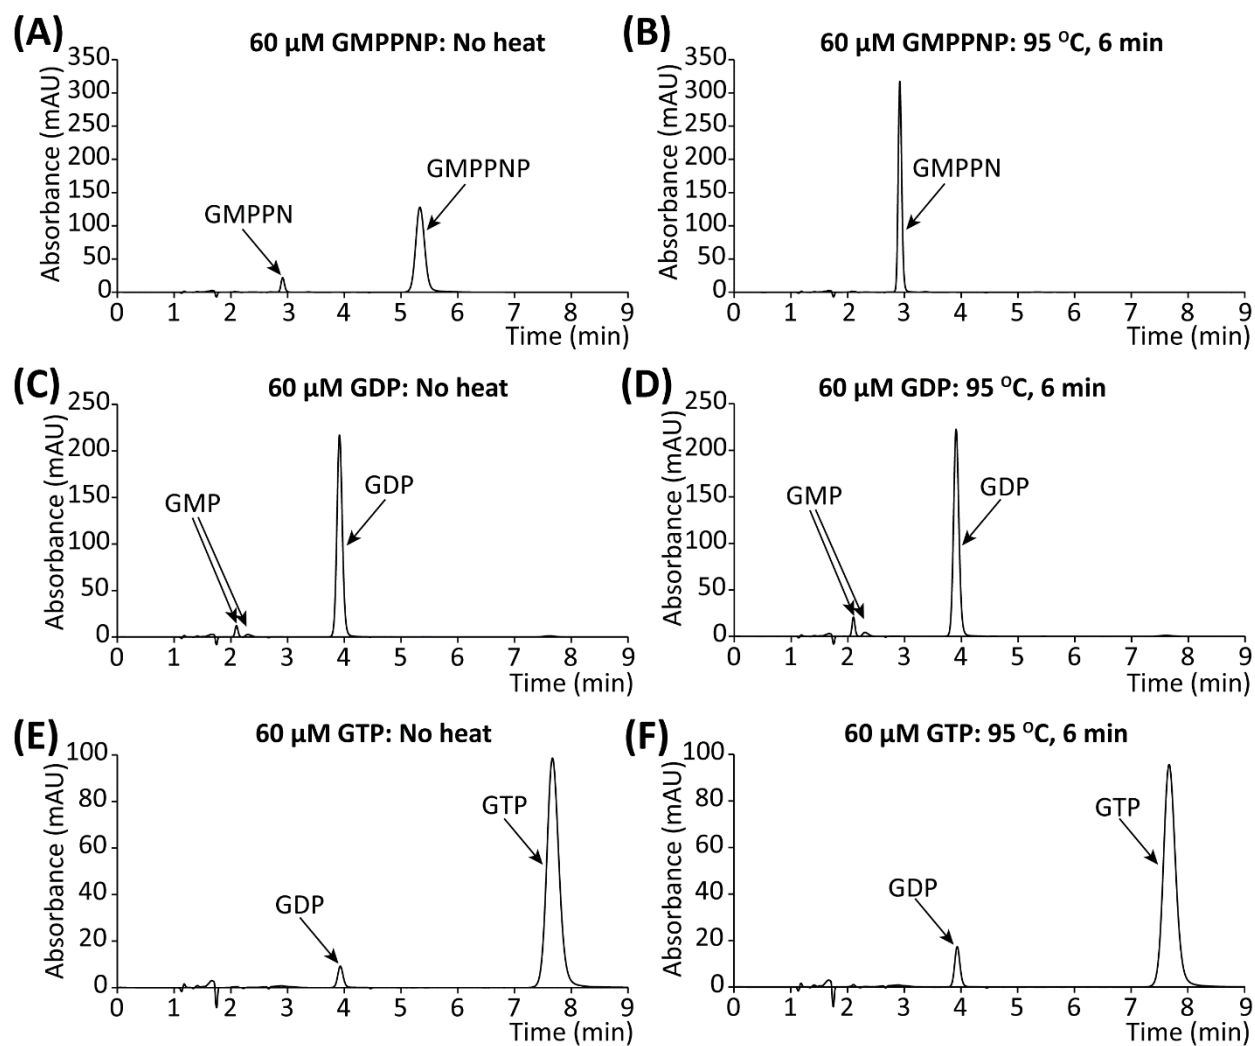 (A)
60 µM GMPPNP: No heat
350
300
250
200
150
100
50
0
Absorbance (mAU)
GMPPN
GMPPNP
0 1 2 3 4 5 6 7 8 9
Time (min)
(B)
60 µM GMPPNP: 95 ᴼC, 6 min
350
300
250
200
150
100
50
0
Absorbance (mAU)
GMPPN
0 1 2 3 4 5 6 7 8 9
Time (min)
(C)
60 µM GDP: No heat
250
200
150
100
50
0
Absorbance (mAU)
GMP
GDP
0 1 2 3 4 5 6 7 8 9
Time (min)
(D)
60 µM GDP: 95 ᴼC, 6 min
250
200
150
100
50
0
Absorbance (mAU)
GMP
GDP
0 1 2 3 4 5 6 7 8 9
Time (min)
(E)
60 µM GTP: No heat
100
80
60
40
20
0
Absorbance (mAU)
GDP
GTP
0 1 2 3 4 5 6 7 8 9
Time (min)
(F)
60 µM GTP: 95 ᴼC, 6 min
100
80
60
40
20
0
Absorbance (mAU)
GDP
GTP
0 1 2 3 4 5 6 7 8 9
Time (min)